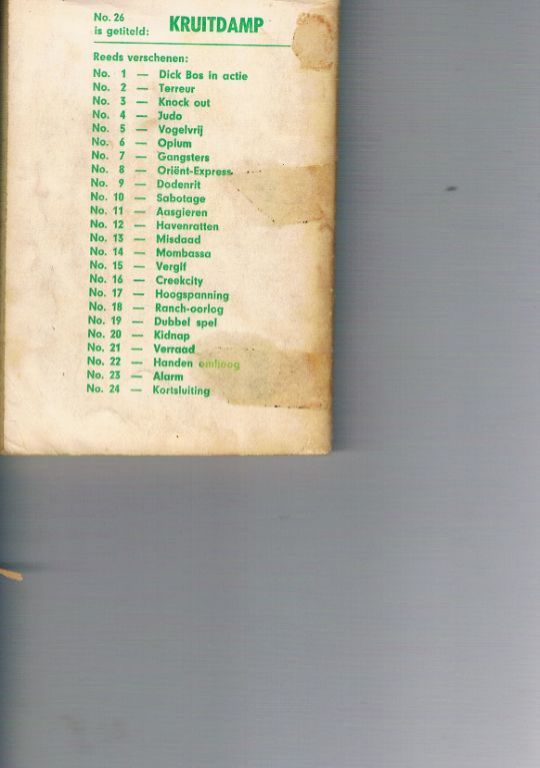 No. 26
is getiteld: KRUITDAMP
Reeds verschenen:
No. 1 — Dick Bos in actie
No. 2 — Terreur
No. 3 — Knock out
No. 4 — Judo
No. 5 — Vogelvrij
No. 6 — Opium
No. 7 — Gangsters
No. 8 — Oriënt-Express
No. 9 — Dodenrit
No. 10 — Sabotage
No. 11 — Aasgieren
No. 12 — Havenratten
No. 13 — Misdaad
No. 14 — Mombassa
No. 15 — Vergif
No. 16 — Creekcity
No. 17 — Hoogspanning
No. 18 — Ranch-oorlog
No. 19 — Dubbel spel
No. 20 — Kidnap
No. 21 — Verraad
No. 22 — Handen omhoog
No. 23 — Alarm
No. 24 — Kortsluiting